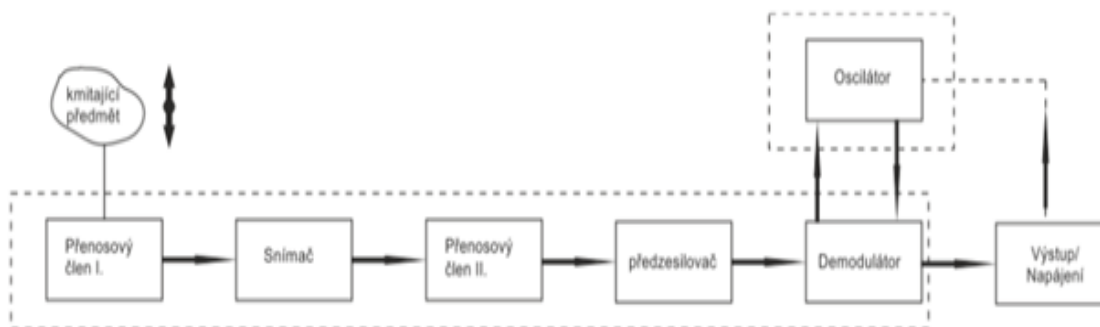 Oscilátor
kmitající
předmět
Přenosový
člen I.
Snímač
Přenosový
člen II.
předzesilovač
Demodulátor
Výstup/
Napájení